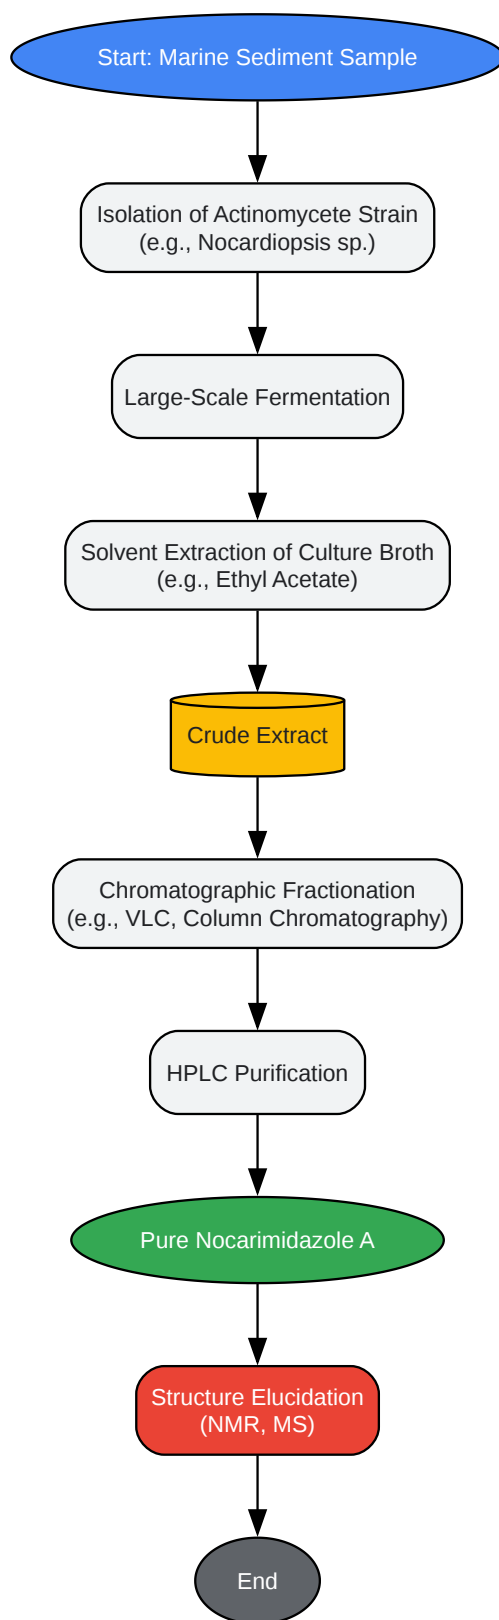 Start: Marine Sediment Sample
Isolation of Actinomycete Strain
(e.g., Nocardiopsis sp.)
Large-Scale Fermentation
Solvent Extraction of Culture Broth
(e.g., Ethyl Acetate)
Crude Extract
Chromatographic Fractionation
(e.g., VLC, Column Chromatography)
HPLC Purification
Pure Nocarimidazole A
Structure Elucidation
(NMR, MS)
End